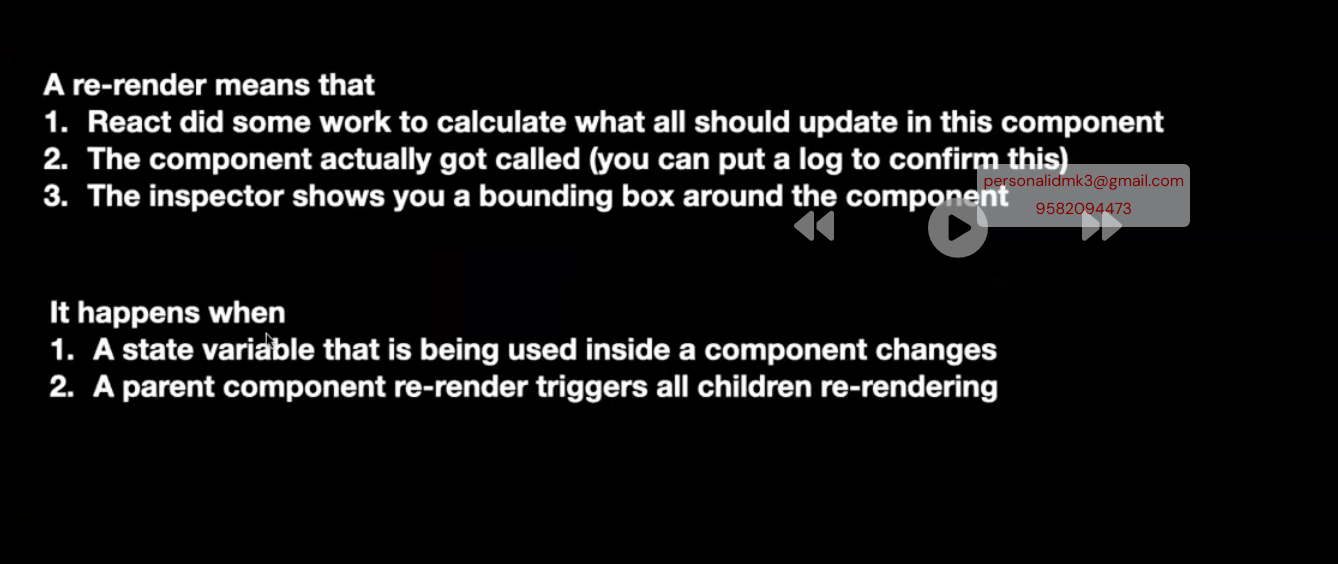 A re-render means that
1. React did some work to calculate what all should update in this component
2. The component actually got called (you can put a log to confirm this)
3. The inspector shows you a bounding box around the component
personalidmk3@gmail.com
9582094473
It happens when
1. A state variable that is being used inside a component changes
2. A parent component re-render triggers all children re-rendering